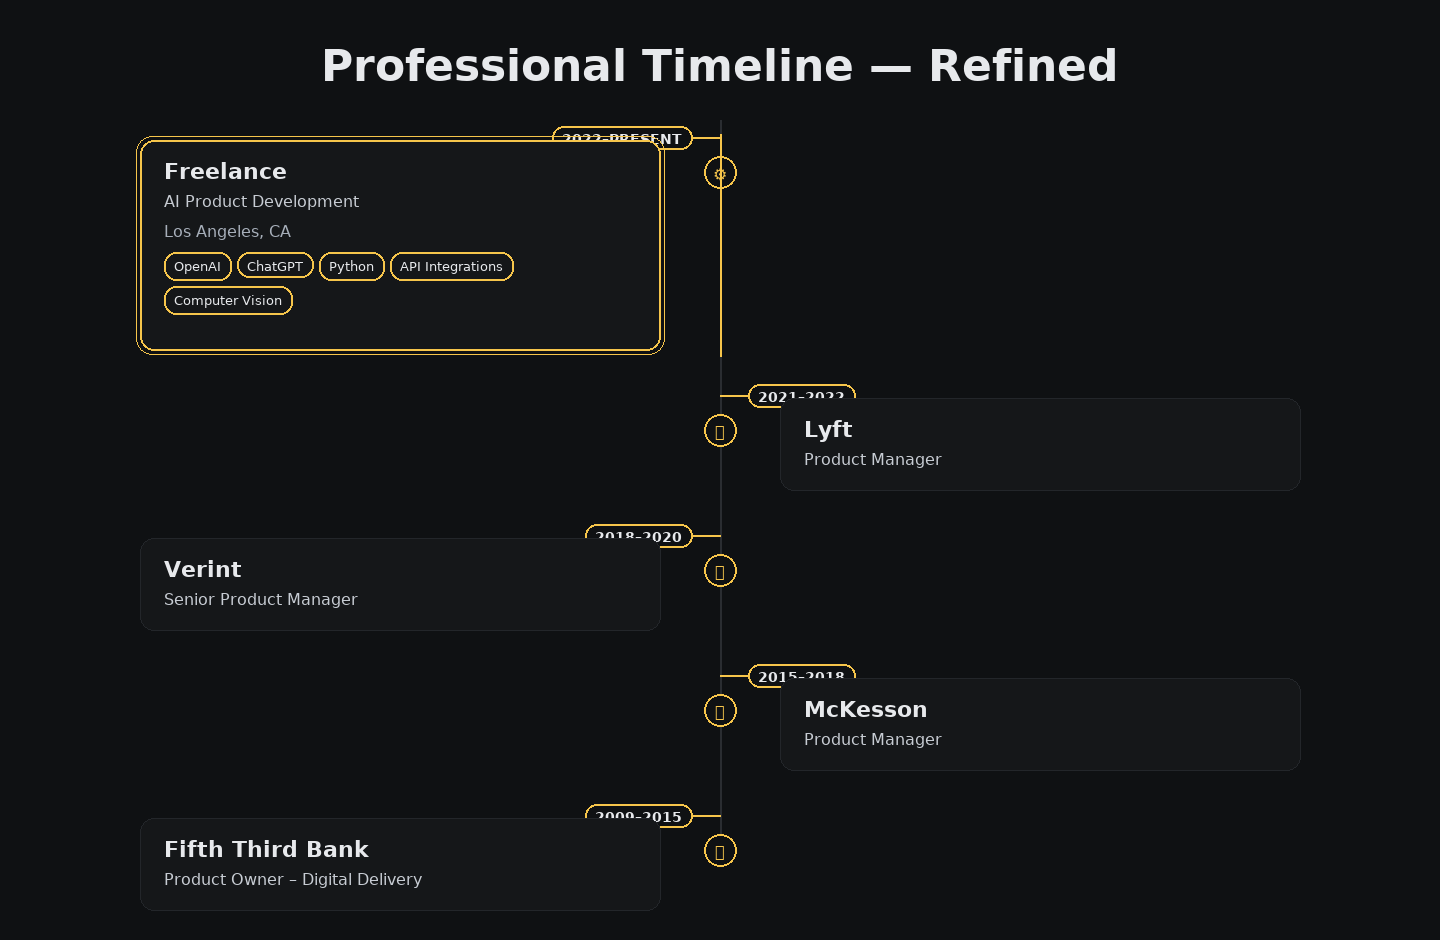 Professional Timeline — Refined
2022–PRESENT
Freelance
AI Product Development
Los Angeles, CA
OpenAI ChatGPT Python API Integrations
Computer Vision
2021–2022
Lyft
Product Manager
2018–2020
Verint
Senior Product Manager
2015–2018
McKesson
Product Manager
2009–2015
Fifth Third Bank
Product Owner – Digital Delivery